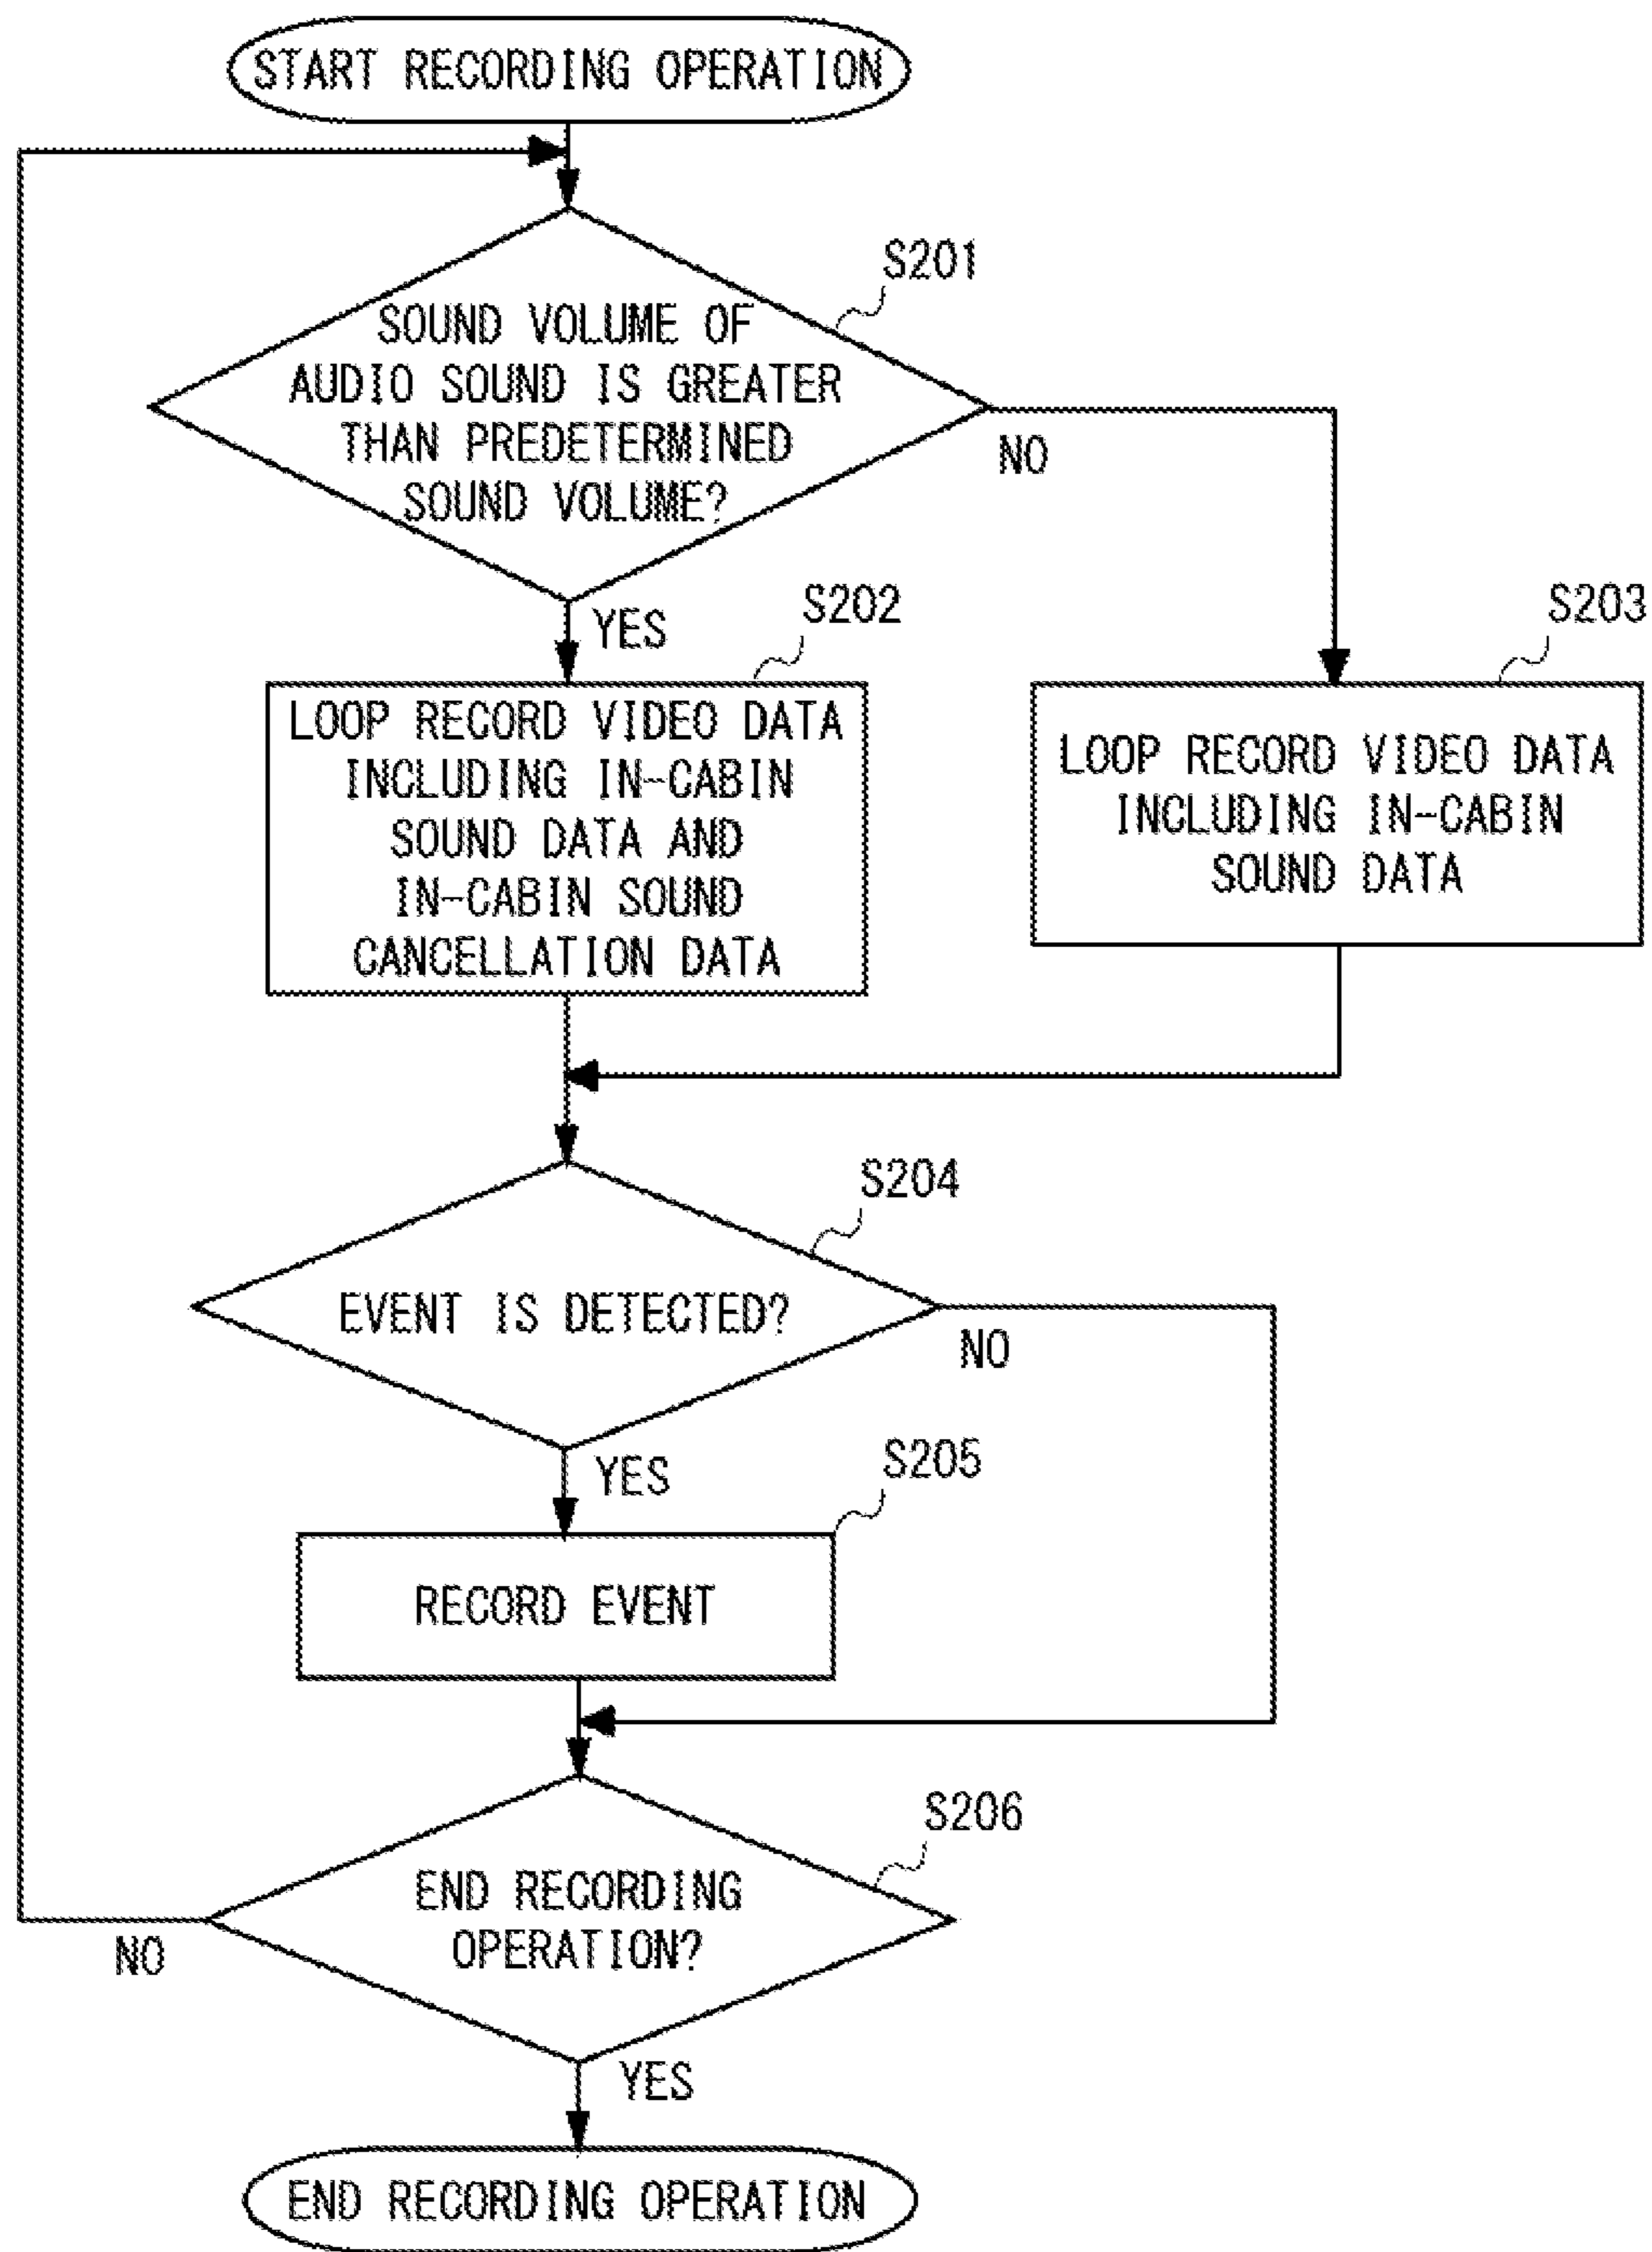 START RECORDING OPERATION
S201
SOUND VOLUME OF
AUDIO SOUND IS GREATER
THAN PREDETERMINED
SOUND VOLUME?
NO
YES
S202
LOOP RECORD VIDEO DATA
INCLUDING IN-CABIN
SOUND DATA AND
IN-CABIN SOUND
CANCELLATION DATA
S203
LOOP RECORD VIDEO DATA
INCLUDING IN-CABIN
SOUND DATA
S204
EVENT IS DETECTED?
NO
YES
S205
RECORD EVENT
S206
END RECORDING
OPERATION?
NO
YES
END RECORDING OPERATION